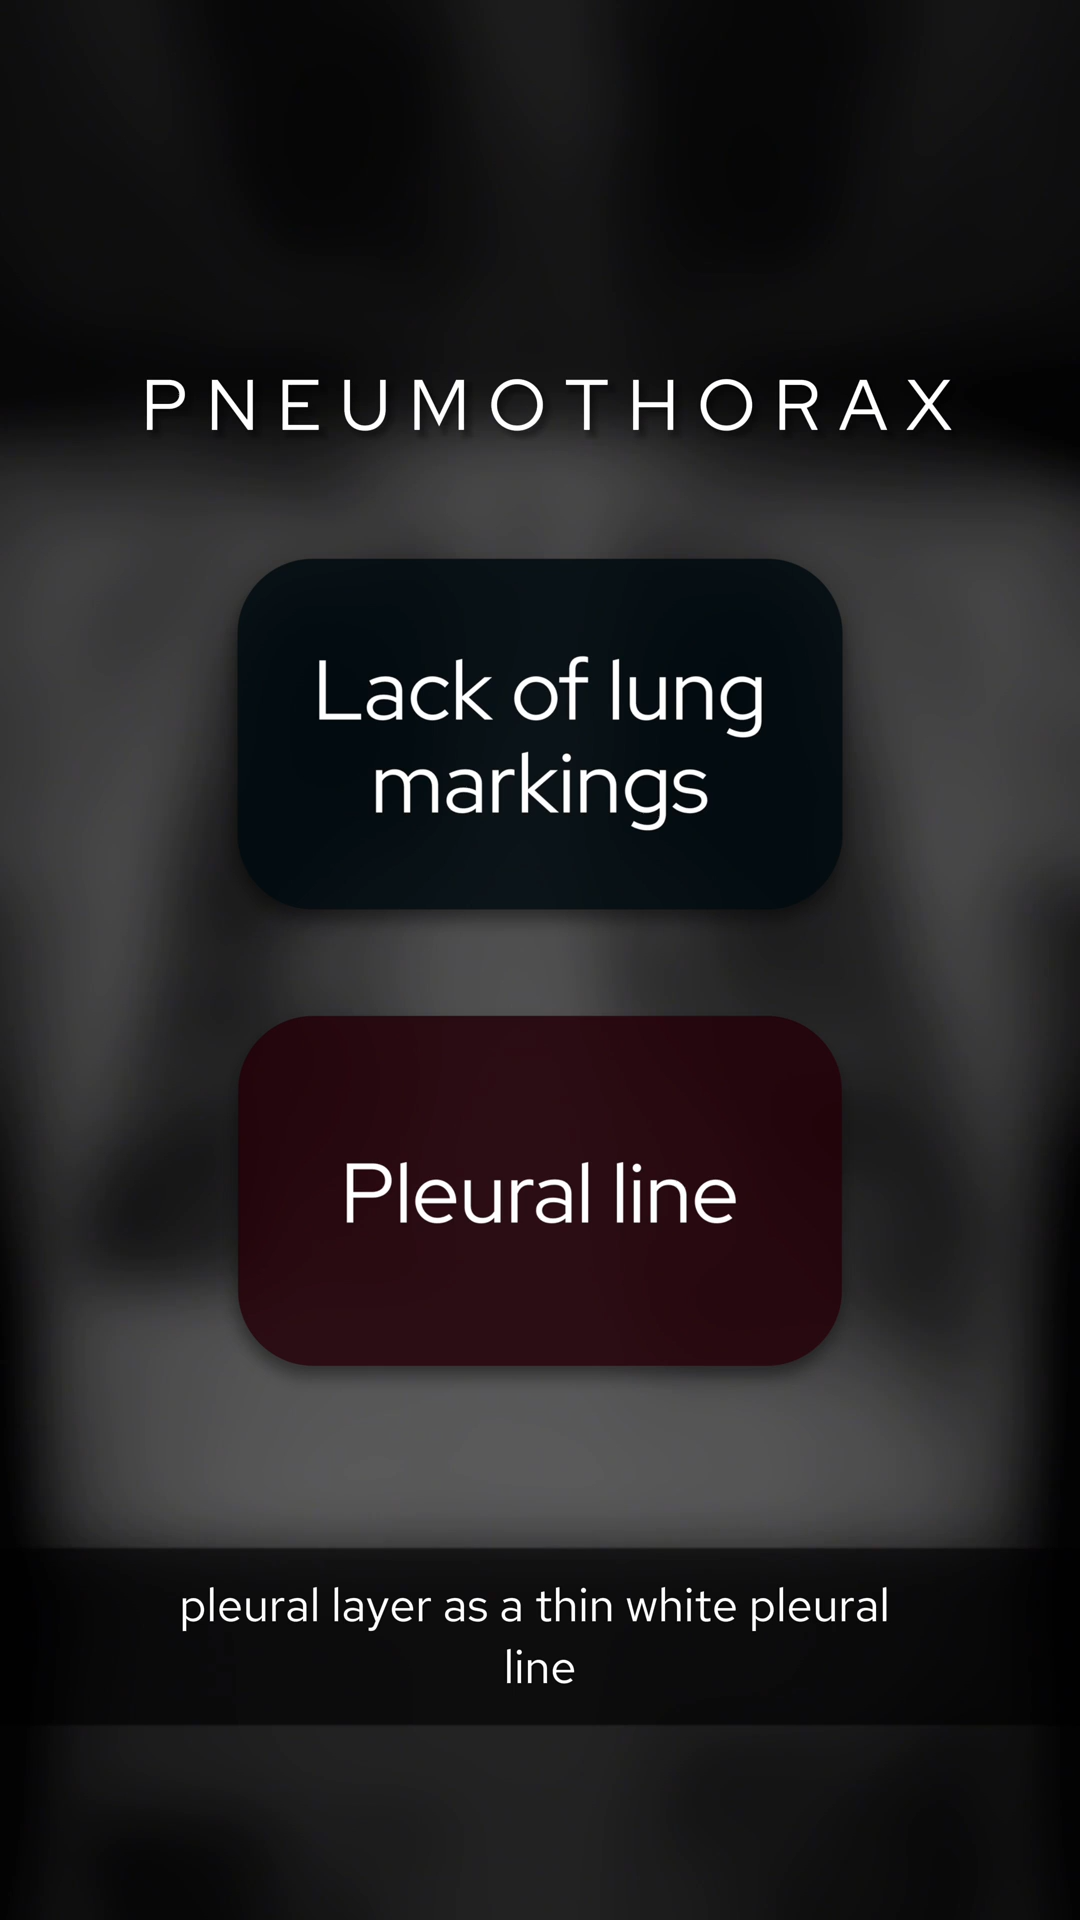 PNEUMOTHORAX
Lack of lung
markings
Pleural line
pleural layer as a thin white pleural
line